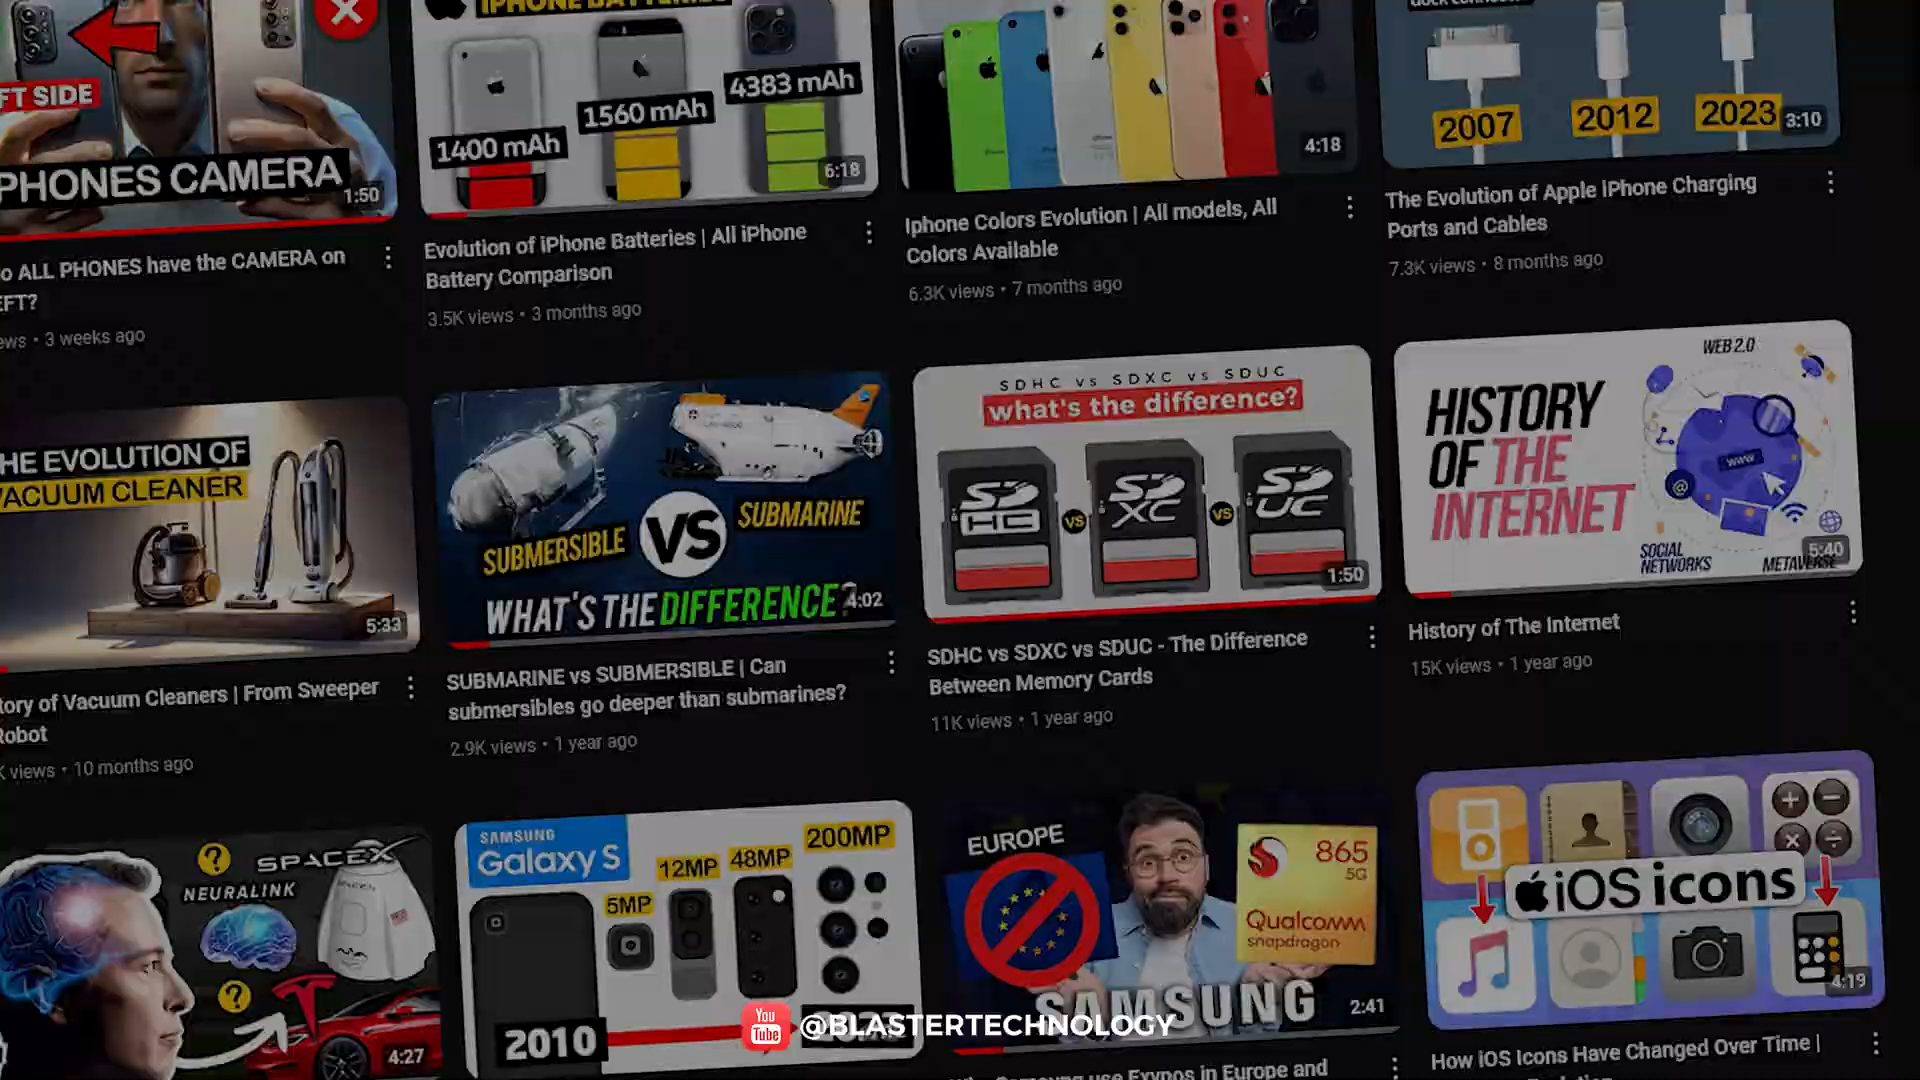 FT SIDE
PHONES CAMERA
1:50
o ALL PHONES have the CAMERA on
EFT?
ews • 3 weeks ago
IPHONE BATTERIES
1400 mAh
1560 mAh
4383 mAh
6:18
Evolution of iPhone Batteries | All iPhone
Battery Comparison
3.5K views • 3 months ago
4:18
Iphone Colors Evolution | All models, All
Colors Available
6.3K views • 7 months ago
2007
2012
2023
3:10
The Evolution of Apple iPhone Charging
Ports and Cables
7.3K views • 8 months ago
HE EVOLUTION OF
VACUUM CLEANER
5:33
tory of Vacuum Cleaners | From Sweeper
Robot
K views • 10 months ago
SUBMERSIBLE
VS
SUBMARINE
WHAT'S THE DIFFERENCE?
4:02
SUBMARINE vs SUBMERSIBLE | Can
submersibles go deeper than submarines?
2.9K views • 1 year ago
SDHC vs SDXC vs SDUC
what's the difference?
SD HC
VS
SD XC
VS
SD UC
1:50
SDHC vs SDXC vs SDUC - The Difference
Between Memory Cards
11K views • 1 year ago
WEB 2.0
HISTORY
OF THE
INTERNET
WWW
SOCIAL
NETWORKS
METAVERSE
5:40
History of The Internet
15K views • 1 year ago
SPACEX
NEURALINK
4:27
SAMSUNG
Galaxy S
5MP
12MP
48MP
200MP
2010
EUROPE
865
5G
Qualcomm
snapdragon
SAMSUNG
2:41
Why Samsung use Exynos in Europe and
iOS icons
4:19
How iOS Icons Have Changed Over Time |
You
Tube
@BLASTERTECHNOLOGY